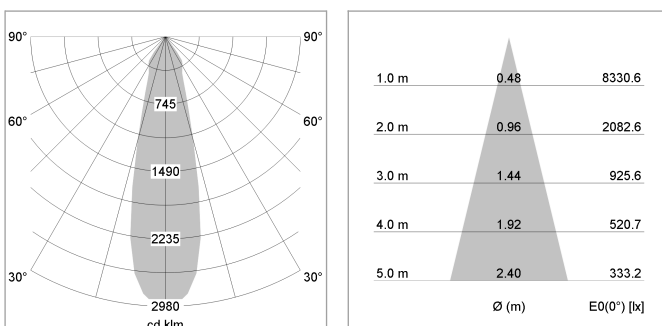 90° 90°
745
60° 60°
1490
2235
30° 30°
2980
cd klm
1.0 m 0.48 8330.6
2.0 m 0.96 2082.6
3.0 m 1.44 925.6
4.0 m 1.92 520.7
5.0 m 2.40 333.2
Ø (m) E0(0°) [lx]